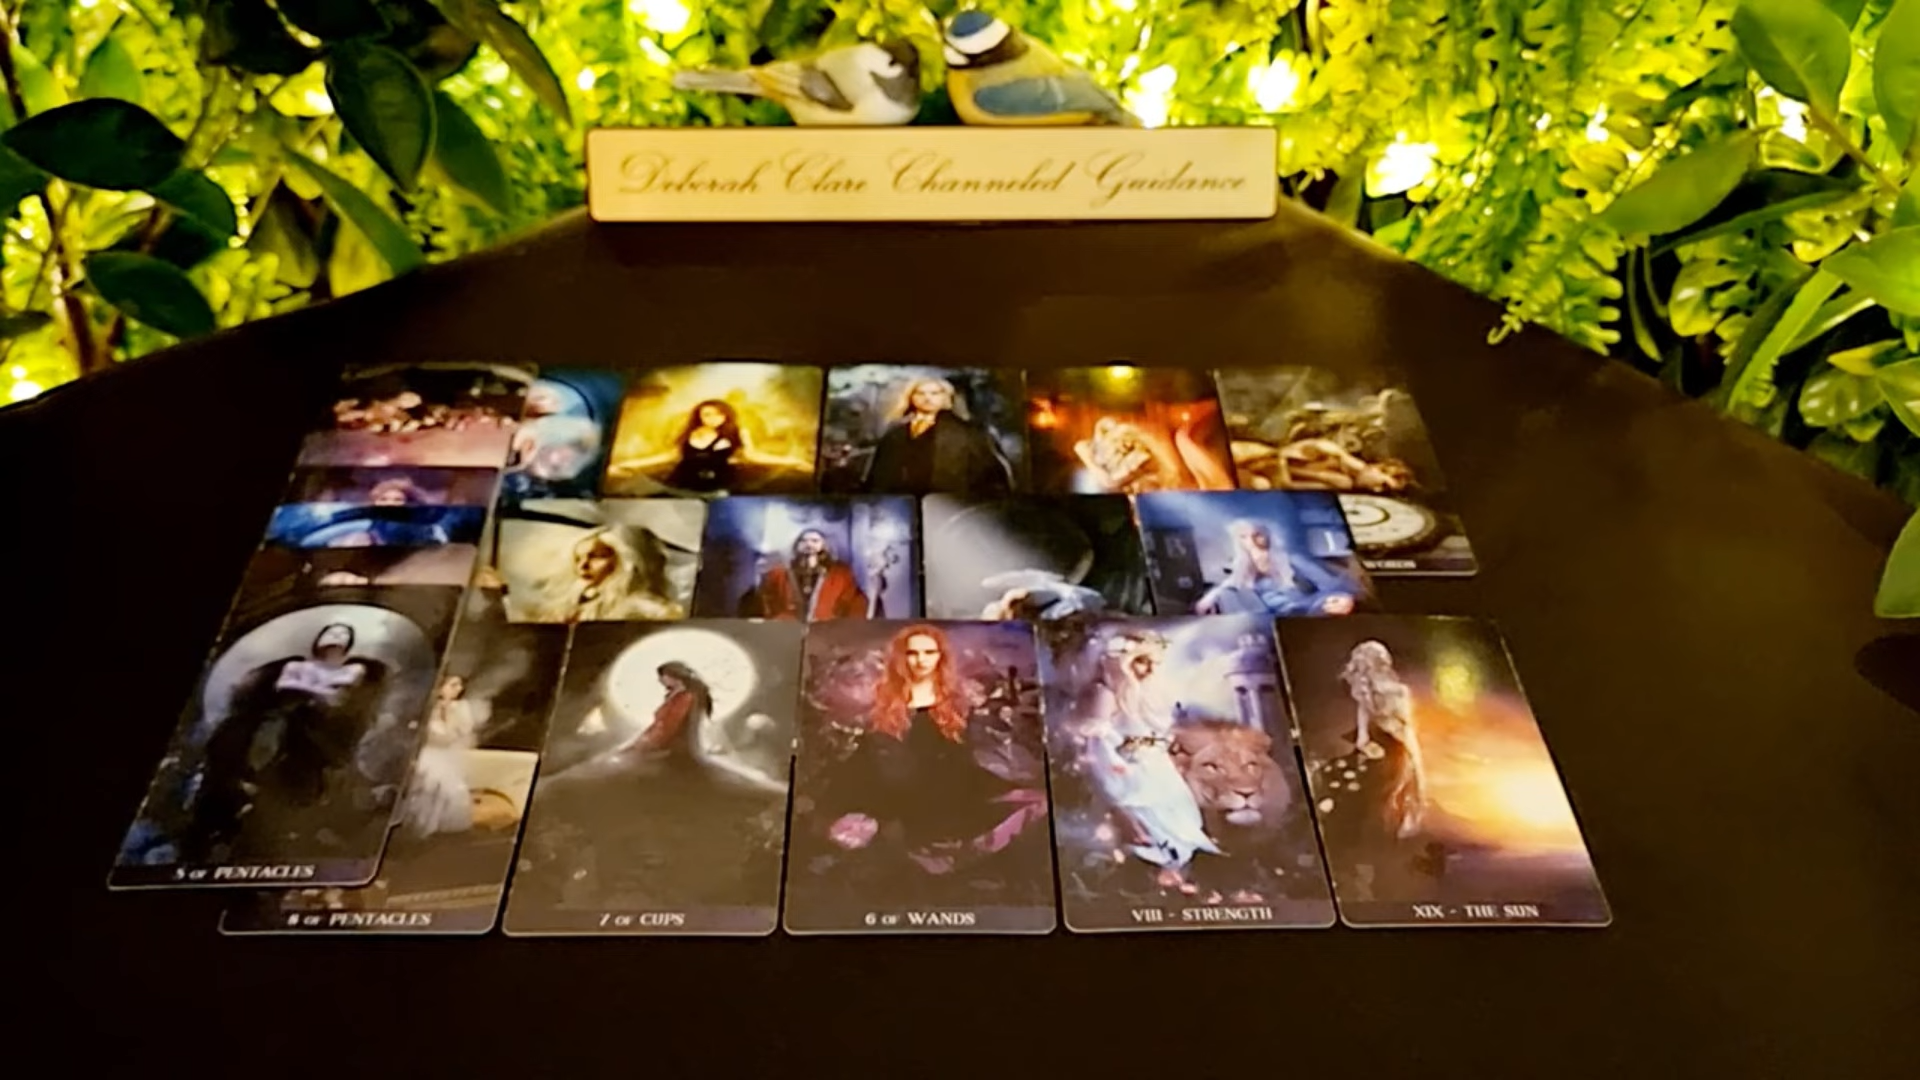 Deborah Clare Channeled Guidance
WORDS
5 OF PENTACLES
8 OF PENTACLES
7 OF CUPS
6 OF WANDS
VIII - STRENGTH
XIX - THE SUN